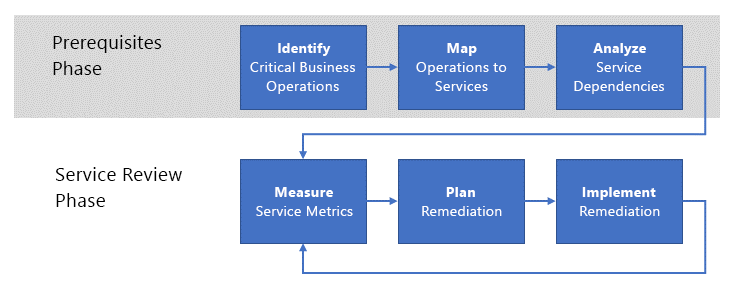 Prerequisites
Phase
Identify
Critical Business
Operations
Map
Operations to
Services
Analyze
Service
Dependencies
Service Review
Phase
Measure
Service Metrics
Plan
Remediation
Implement
Remediation